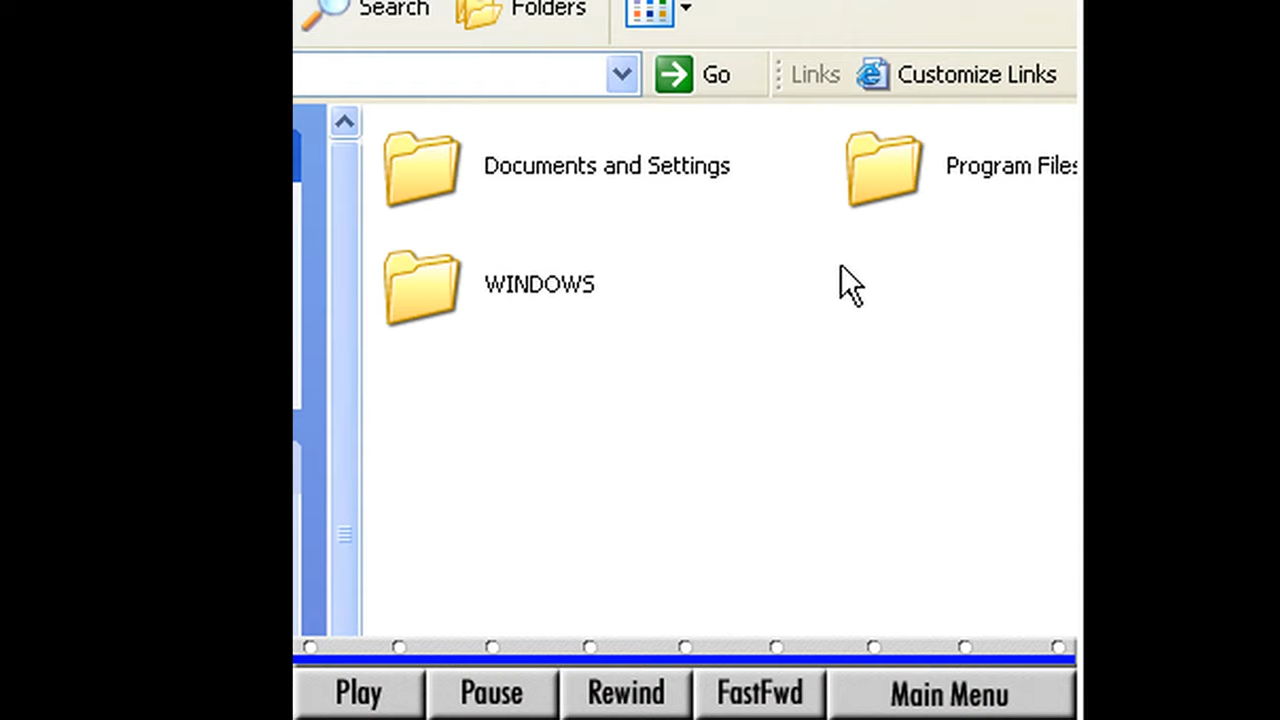 Search Folders
Go Links Customize Links
Documents and Settings Program Files
WINDOWS
Play Pause Rewind FastFwd Main Menu